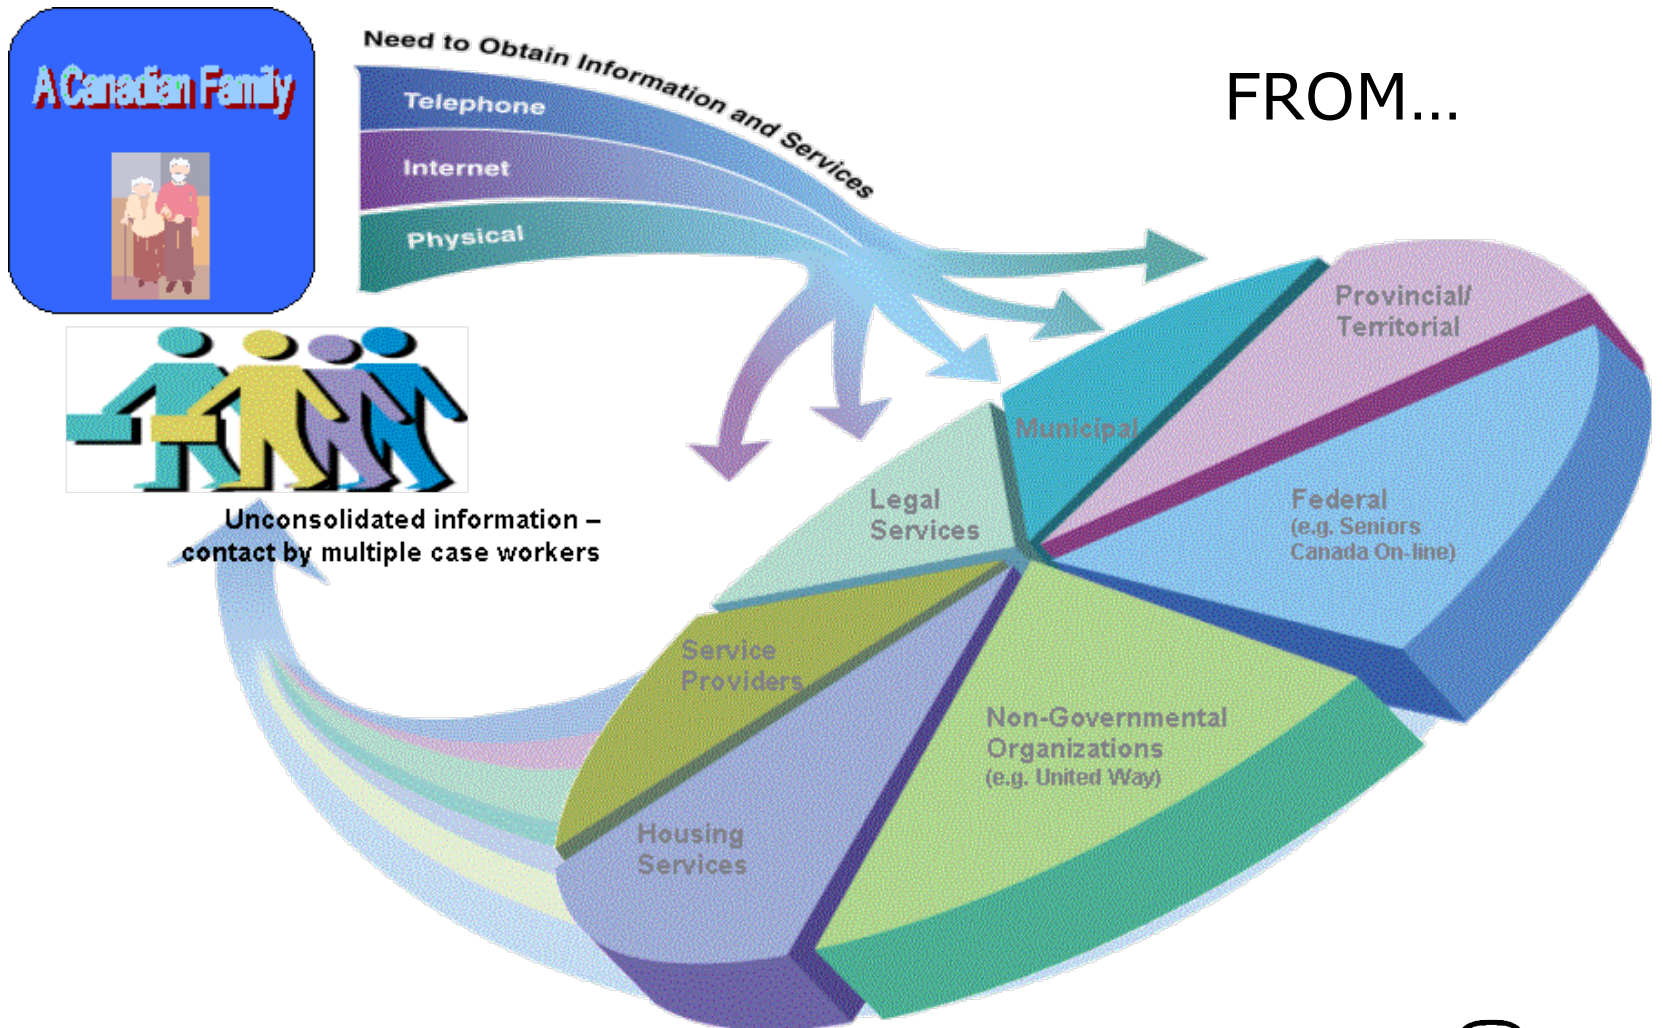 A Canadian Family
Need to Obtain Information and Services
Telephone
Internet
Physical
FROM...
Provincial/
Territorial
Municipal
Federal
(e.g. Seniors
Canada On-line)
Legal
Services
Unconsolidated information –
contact by multiple case workers
Service
Providers
Non-Governmental
Organizations
(e.g. United Way)
Housing
Services